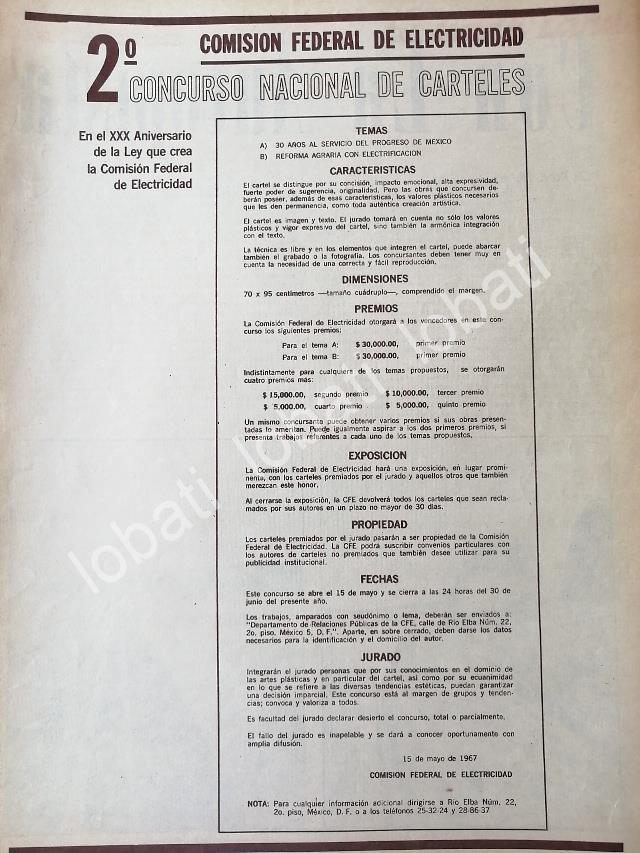 2º
COMISION FEDERAL DE ELECTRICIDAD
CONCURSO NACIONAL DE CARTELES
En el XXX Aniversario
de la Ley que crea
la Comisión Federal
de Electricidad
TEMAS
A) 30 AÑOS AL SERVICIO DEL PROGRESO DE MEXICO
B) REFORMA AGRARIA CON ELECTRIFICACION
CARACTERISTICAS
El cartel se distingue por su concisión, impacto emocional, alta expresividad,
fuerte poder de sugerencia, originalidad. Pero las obras que concursen de-
berán poseer, además de esas características, los valores plásticos necesarios
que les den permanencia, como toda auténtica creación artística.
El cartel es imagen y texto. El jurado tomará en cuenta no sólo los valores
plásticos y vigor expresivo del cartel, sino también la armónica integración
con el texto.
La técnica es libre y en los elementos que integren el cartel, puede abarcar
también el grabado o la fotografía. Los concursantes deben tener muy en
cuenta la necesidad de una correcta y fácil reproducción.
DIMENSIONES
70 x 95 centímetros —tamaño cuádruplo—, comprendido el margen.
PREMIOS
La Comisión Federal de Electricidad otorgará a los vencedores en este con-
curso los siguientes premios:
Para el tema A: $ 30,000.00, primer premio
Para el tema B: $ 30,000.00, primer premio
Indistintamente para cualquiera de los temas propuestos, se otorgarán
cuatro premios más:
$ 15,000.00, segundo premio $ 10,000.00, tercer premio
$ 5,000.00, cuarto premio $ 5,000.00, quinto premio
Un mismo concursante puede obtener varios premios si sus obras presen-
tadas lo ameritan. Puede igualmente aspirar a los dos primeros premios, si
presenta trabajos referentes a cada uno de los temas propuestos.
EXPOSICION
La Comisión Federal de Electricidad hará una exposición, en lugar promi-
nente, con los carteles premiados por el jurado y aquellos otros que también
merezcan este honor.
Al cerrarse la exposición, la CFE devolverá todos los carteles que sean recla-
mados por sus autores en un plazo no mayor de 30 días.
PROPIEDAD
Los carteles premiados por el jurado pasarán a ser propiedad de la Comisión
Federal de Electricidad. La CFE podrá suscribir convenios particulares con
los autores de carteles no premiados que también desee utilizar para su
publicidad institucional.
FECHAS
Este concurso se abre el 15 de mayo y se cierra a las 24 horas del 30 de
junio del presente año.
Los trabajos, amparados con seudónimo o lema, deberán ser enviados a:
"Departamento de Relaciones Públicas de la CFE, calle de Río Elba Núm. 22,
2o. piso. México 5, D. F.". Aparte, en sobre cerrado, deben darse los datos
necesarios para la identificación y el domicilio del autor.
JURADO
Integrarán el jurado personas que por sus conocimientos en el dominio de
las artes plásticas y en particular del cartel, así como por su ecuanimidad
en lo que se refiere a las diversas tendencias estéticas, puedan garantizar
una decisión imparcial. Este concurso está al margen de grupos y tenden-
cias; convoca y valoriza a todos.
Es facultad del jurado declarar desierto el concurso, total o parcialmente.
El fallo del jurado es inapelable y se dará a conocer oportunamente con
amplia difusión.
15 de mayo de 1967
COMISION FEDERAL DE ELECTRICIDAD
NOTA: Para cualquier información adicional dirigirse a Río Elba Núm. 22,
2o. piso, México, D. F. o a los teléfonos 25-32-24 y 28-86-37
lobati lobati lobati